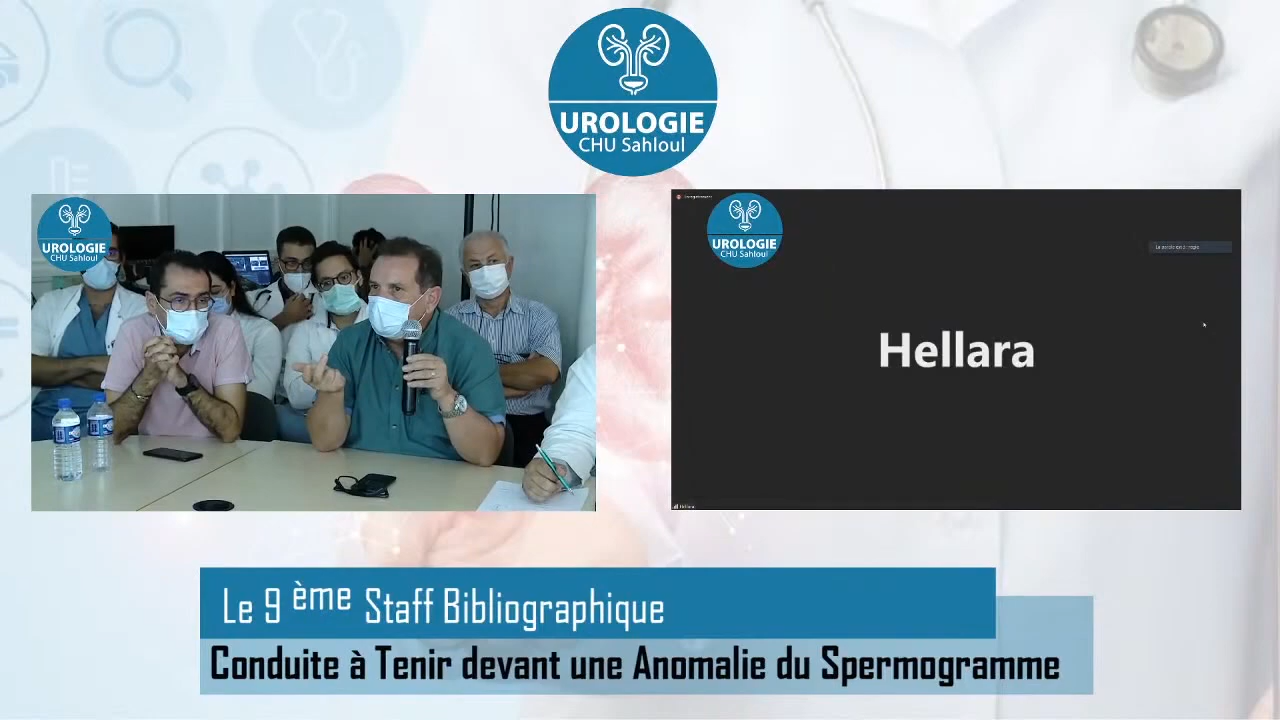 UROLOGIE
CHU Sahloul
UROLOGIE
CHU Sahloul
UROLOGIE
CHU Sahloul
Hellara
Hellara
Le 9 ème Staff Bibliographique
Conduite à Tenir devant une Anomalie du Spermogramme